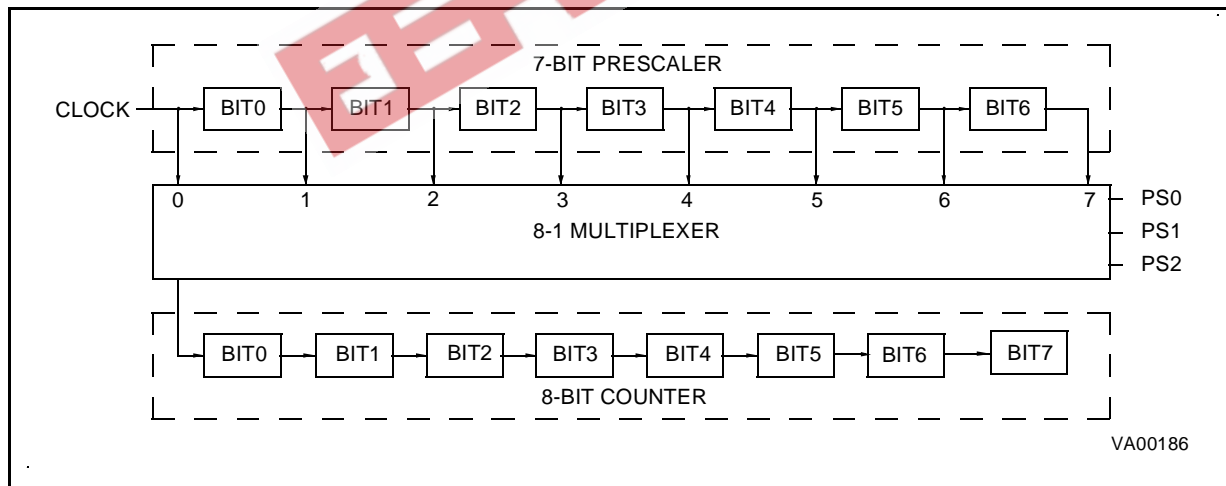 7-BIT PRESCALER
CLOCK BIT0 BIT1 BIT2 BIT3 BIT4 BIT5 BIT6
0 1 2 3 4 5 6 7 PS0
8-1 MULTIPLEXER PS1
PS2
BIT0 BIT1 BIT2 BIT3 BIT4 BIT5 BIT6 BIT7
8-BIT COUNTER
VA00186